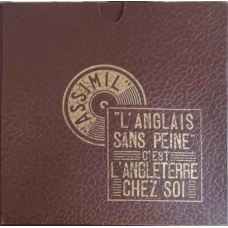 "ASSIMIL"
"L'ANGLAIS
SANS PEINE"
C'EST
L'ANGLETERRE
CHEZ SOI